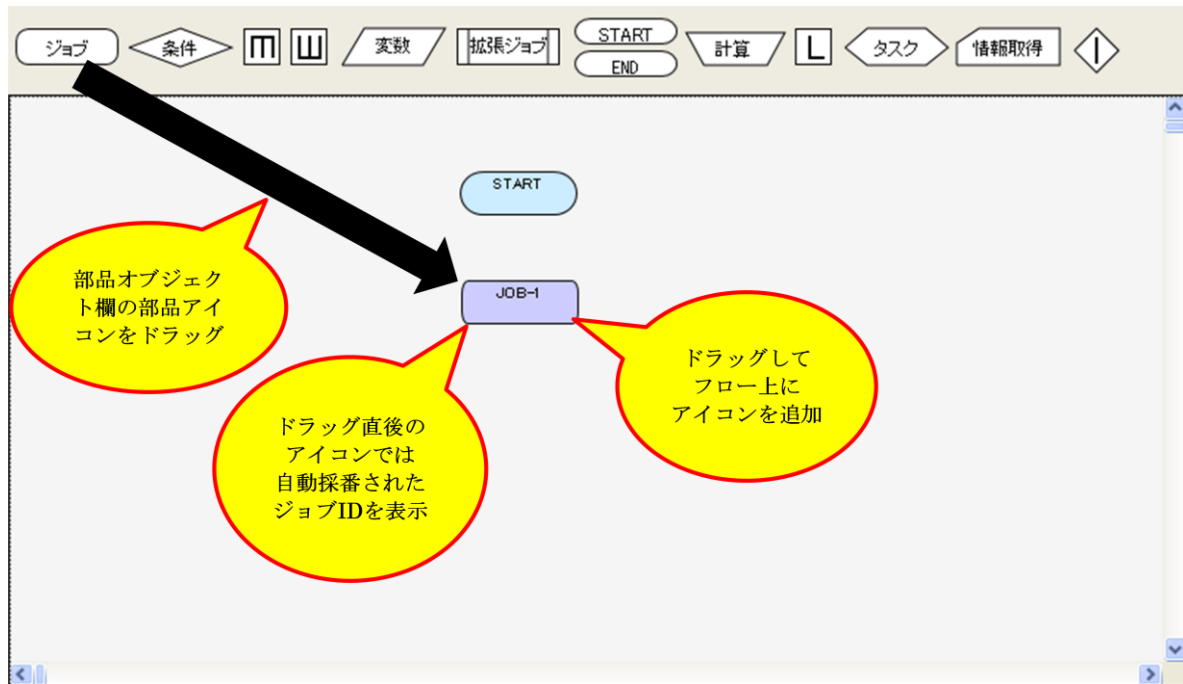 ジョブ
条件
変数
拡張ジョブ
START
END
計算
L
タスク
情報取得
START
部品オブジェク
ト欄の部品アイ
コンをドラッグ
JOB-1
ドラッグして
フロー上に
アイコンを追加
ドラッグ直後の
アイコンでは
自動採番された
ジョブIDを表示